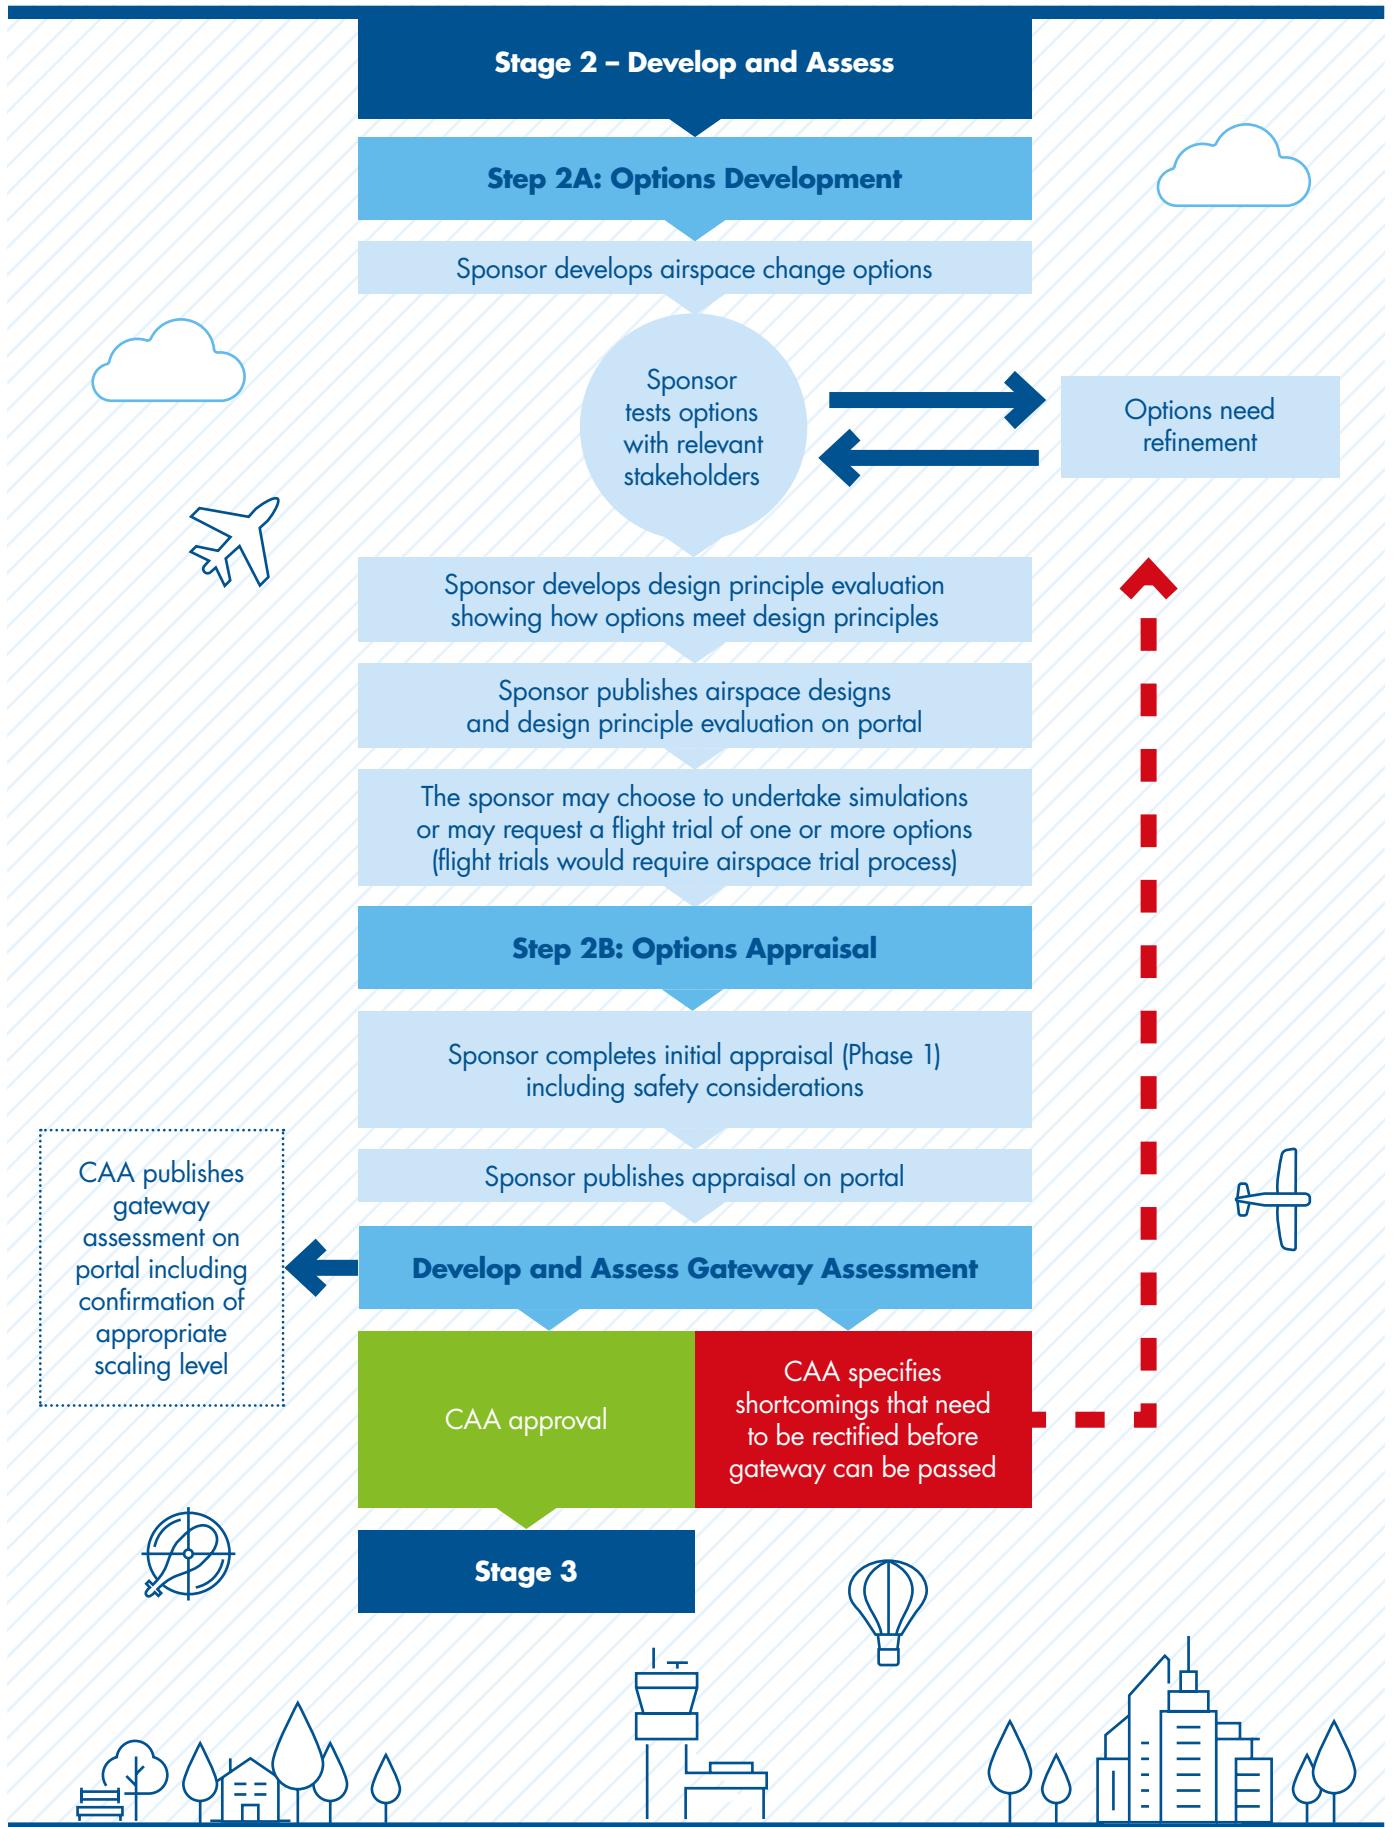 Stage 2 – Develop and Assess
Step 2A: Options Development
Sponsor develops airspace change options
Sponsor
tests options
with relevant
stakeholders
Options need
refinement
Sponsor develops design principle evaluation
showing how options meet design principles
Sponsor publishes airspace designs
and design principle evaluation on portal
The sponsor may choose to undertake simulations
or may request a flight trial of one or more options
(flight trials would require airspace trial process)
Step 2B: Options Appraisal
Sponsor completes initial appraisal (Phase 1)
including safety considerations
Sponsor publishes appraisal on portal
CAA publishes
gateway
assessment on
portal including
confirmation of
appropriate
scaling level
Develop and Assess Gateway Assessment
CAA approval
CAA specifies
shortcomings that need
to be rectified before
gateway can be passed
Stage 3